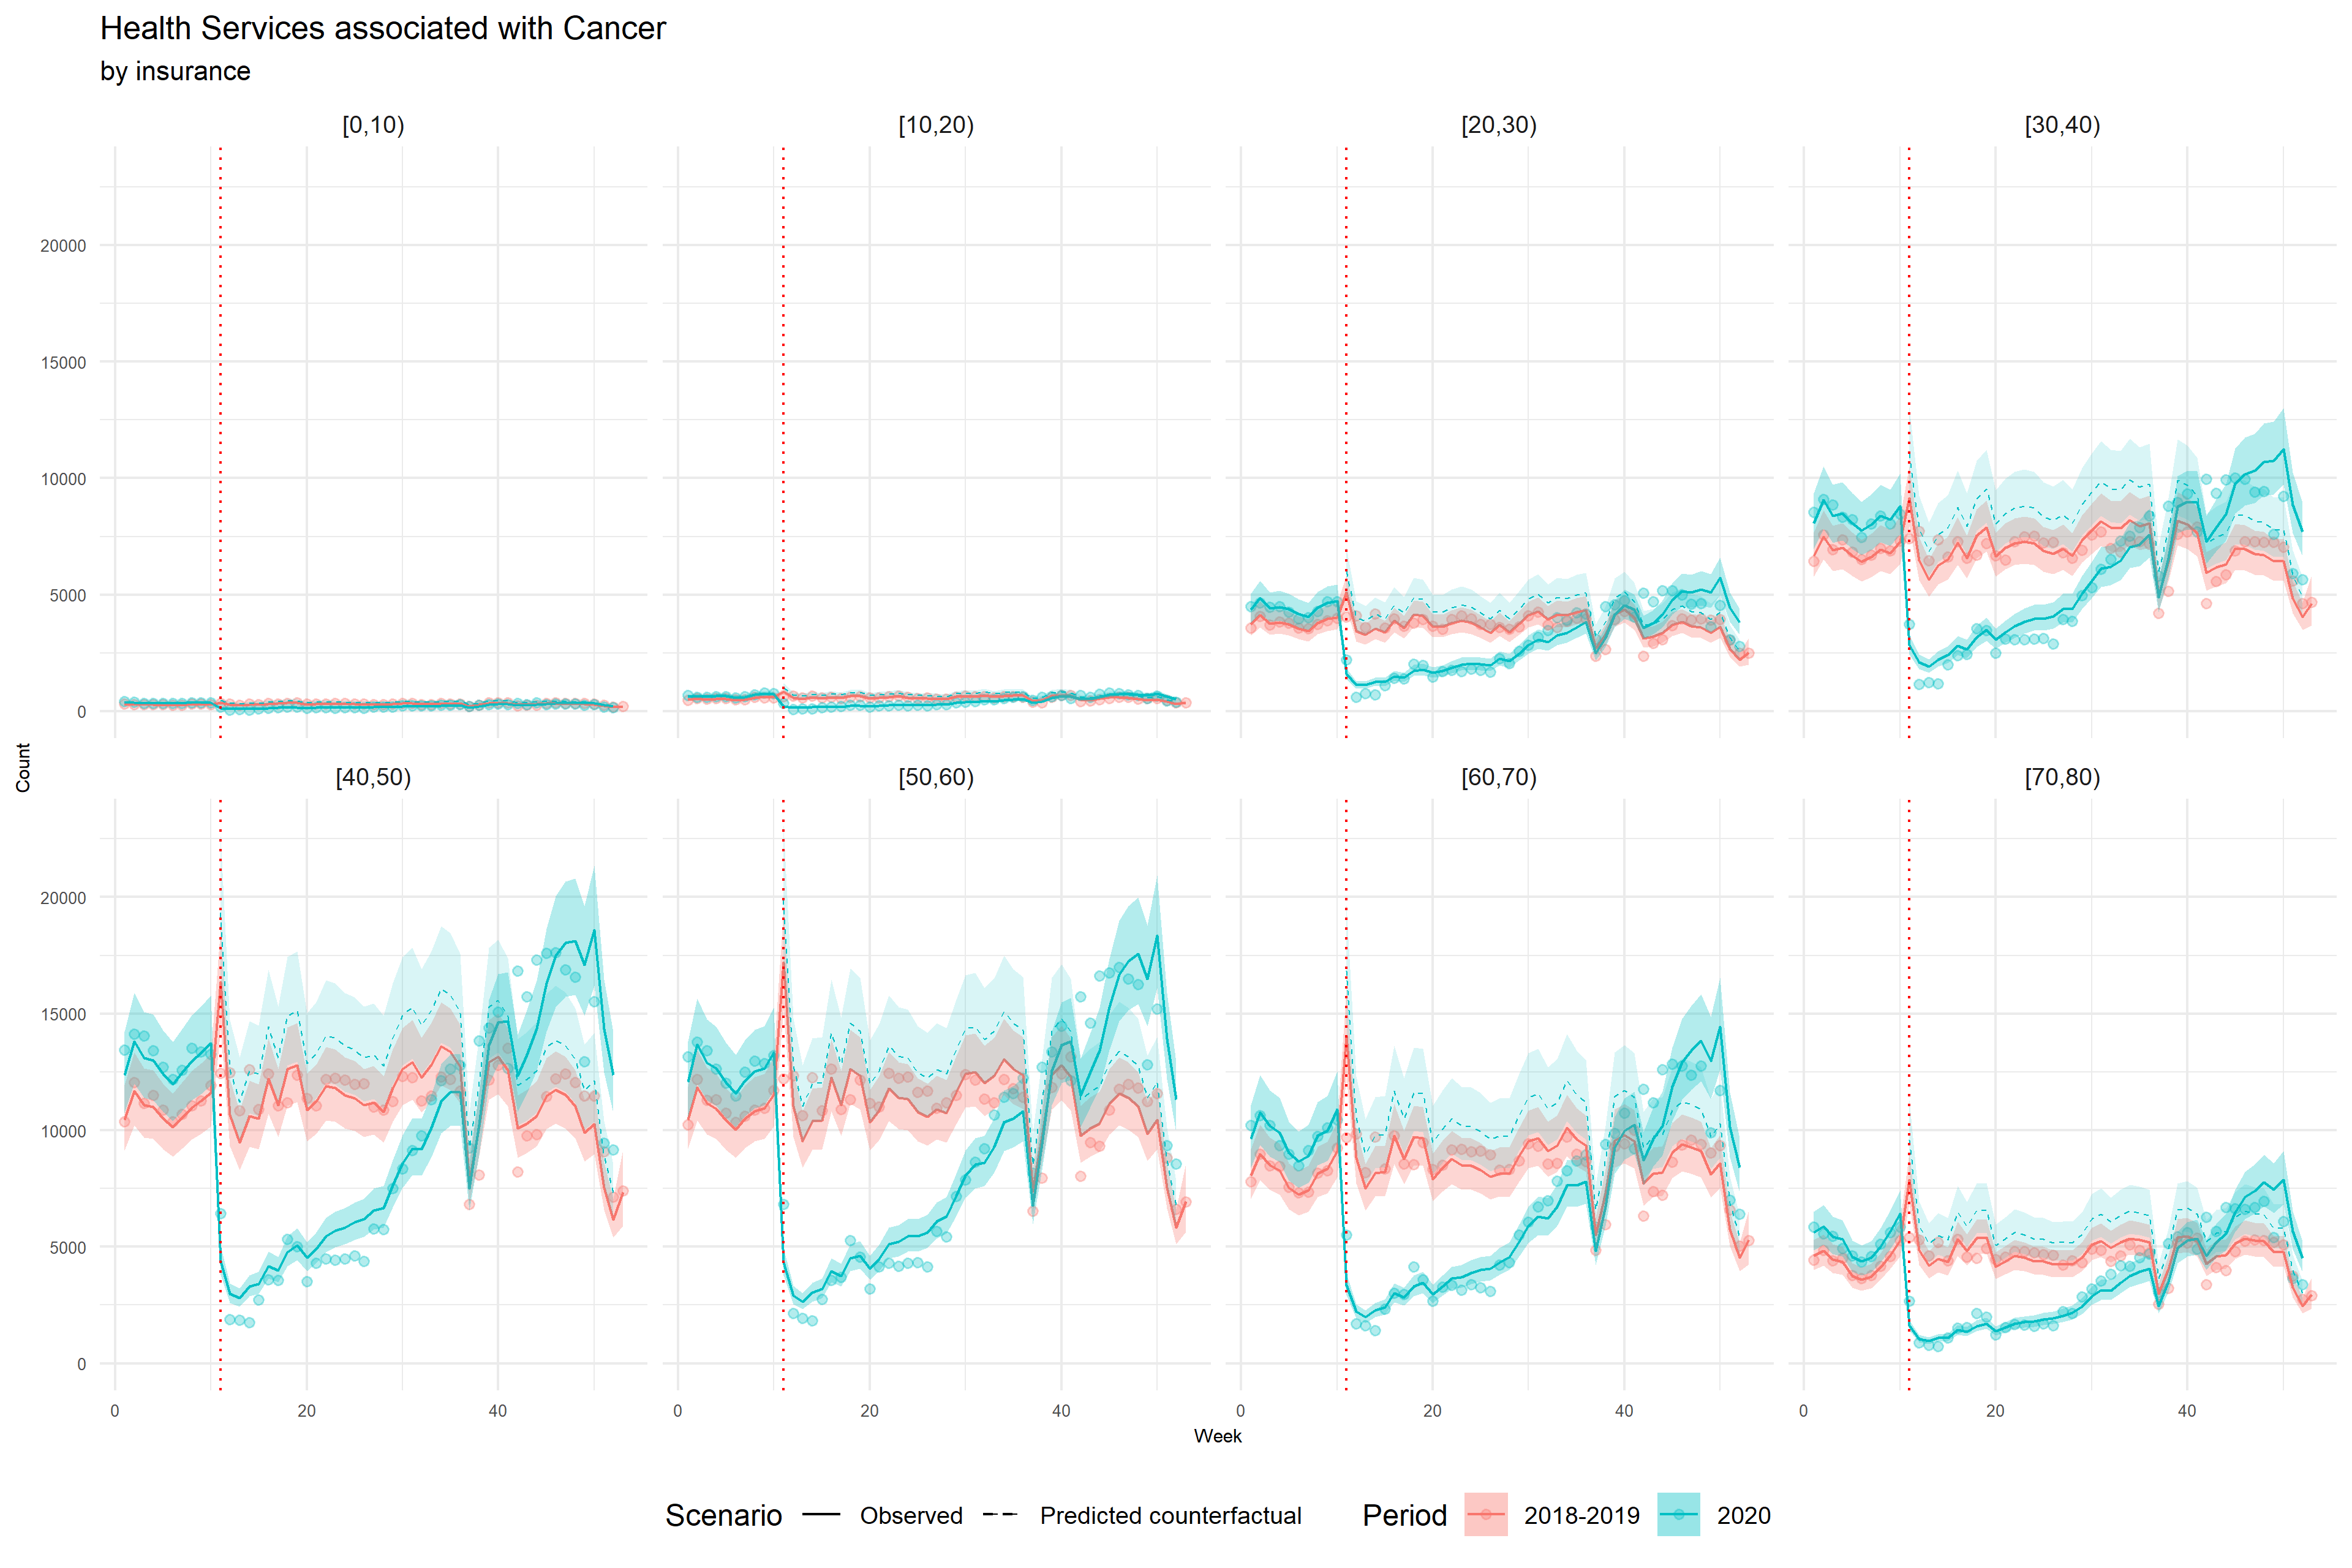 Health Services associated with Cancer
by insurance
[0,10)
[10,20)
[20,30)
[30,40)
20000
15000
10000
5000
0
Count
[40,50)
[50,60)
[60,70)
[70,80)
20000
15000
10000
5000
0
0 20 40
0 20 40
0 20 40
0 20 40
Week
Scenario Observed Predicted counterfactual Period 2018-2019 2020